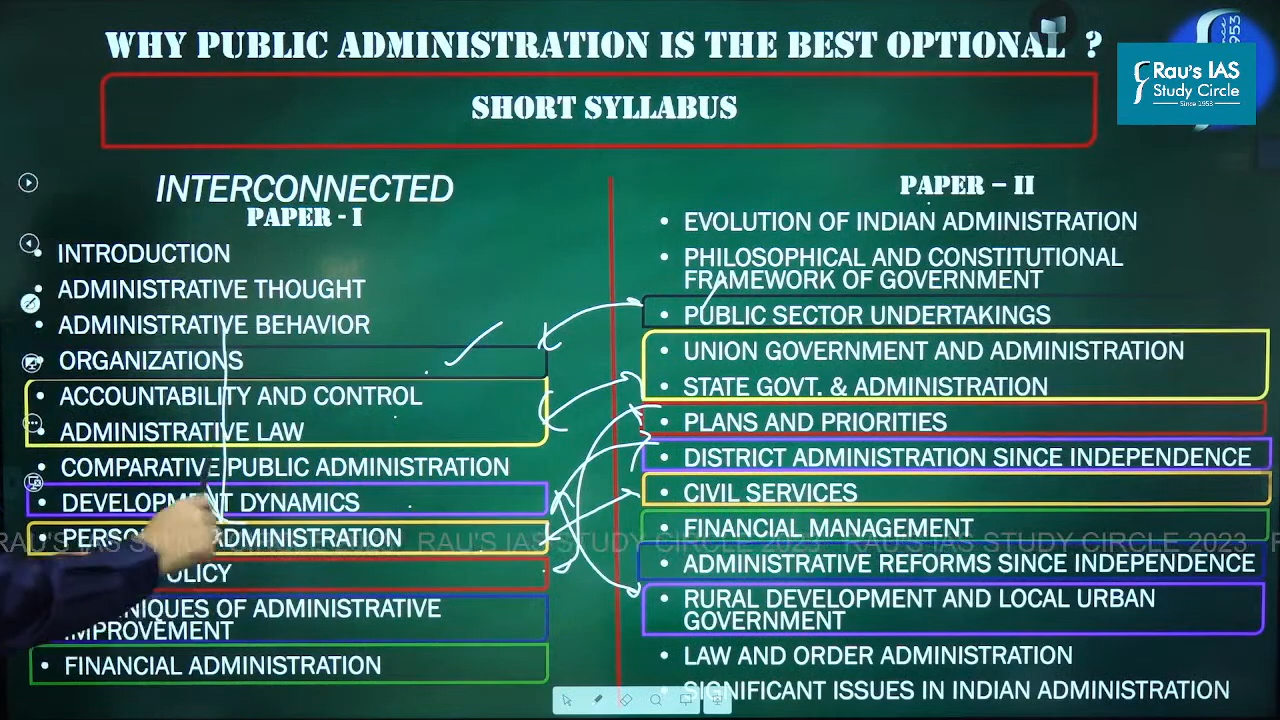 WHY PUBLIC ADMINISTRATION IS THE BEST OPTIONAL ?
Rau's IAS
Study Circle
Since 1953
SHORT SYLLABUS
INTERCONNECTED
PAPER - I
• INTRODUCTION
• ADMINISTRATIVE THOUGHT
• ADMINISTRATIVE BEHAVIOR
ORGANIZATIONS
• ACCOUNTABILITY AND CONTROL
• ADMINISTRATIVE LAW
COMPARATIVE PUBLIC ADMINISTRATION
• DEVELOPMENT DYNAMICS
• ADMINISTRATION
OLICY
NIQUES OF ADMINISTRATIVE
IMPROVEMENT
• FINANCIAL ADMINISTRATION
PAPER – II
• EVOLUTION OF INDIAN ADMINISTRATION
• PHILOSOPHICAL AND CONSTITUTIONAL
FRAMEWORK OF GOVERNMENT
• PUBLIC SECTOR UNDERTAKINGS
• UNION GOVERNMENT AND ADMINISTRATION
• STATE GOVT. & ADMINISTRATION
• PLANS AND PRIORITIES
• DISTRICT ADMINISTRATION SINCE INDEPENDENCE
• CIVIL SERVICES
• FINANCIAL MANAGEMENT
• ADMINISTRATIVE REFORMS SINCE INDEPENDENCE
• RURAL DEVELOPMENT AND LOCAL URBAN
GOVERNMENT
• LAW AND ORDER ADMINISTRATION
• SIGNIFICANT ISSUES IN INDIAN ADMINISTRATION
RAU'S IAS STUDY CIRCLE 2023 RAU'S IAS STUDY CIRCLE 2023